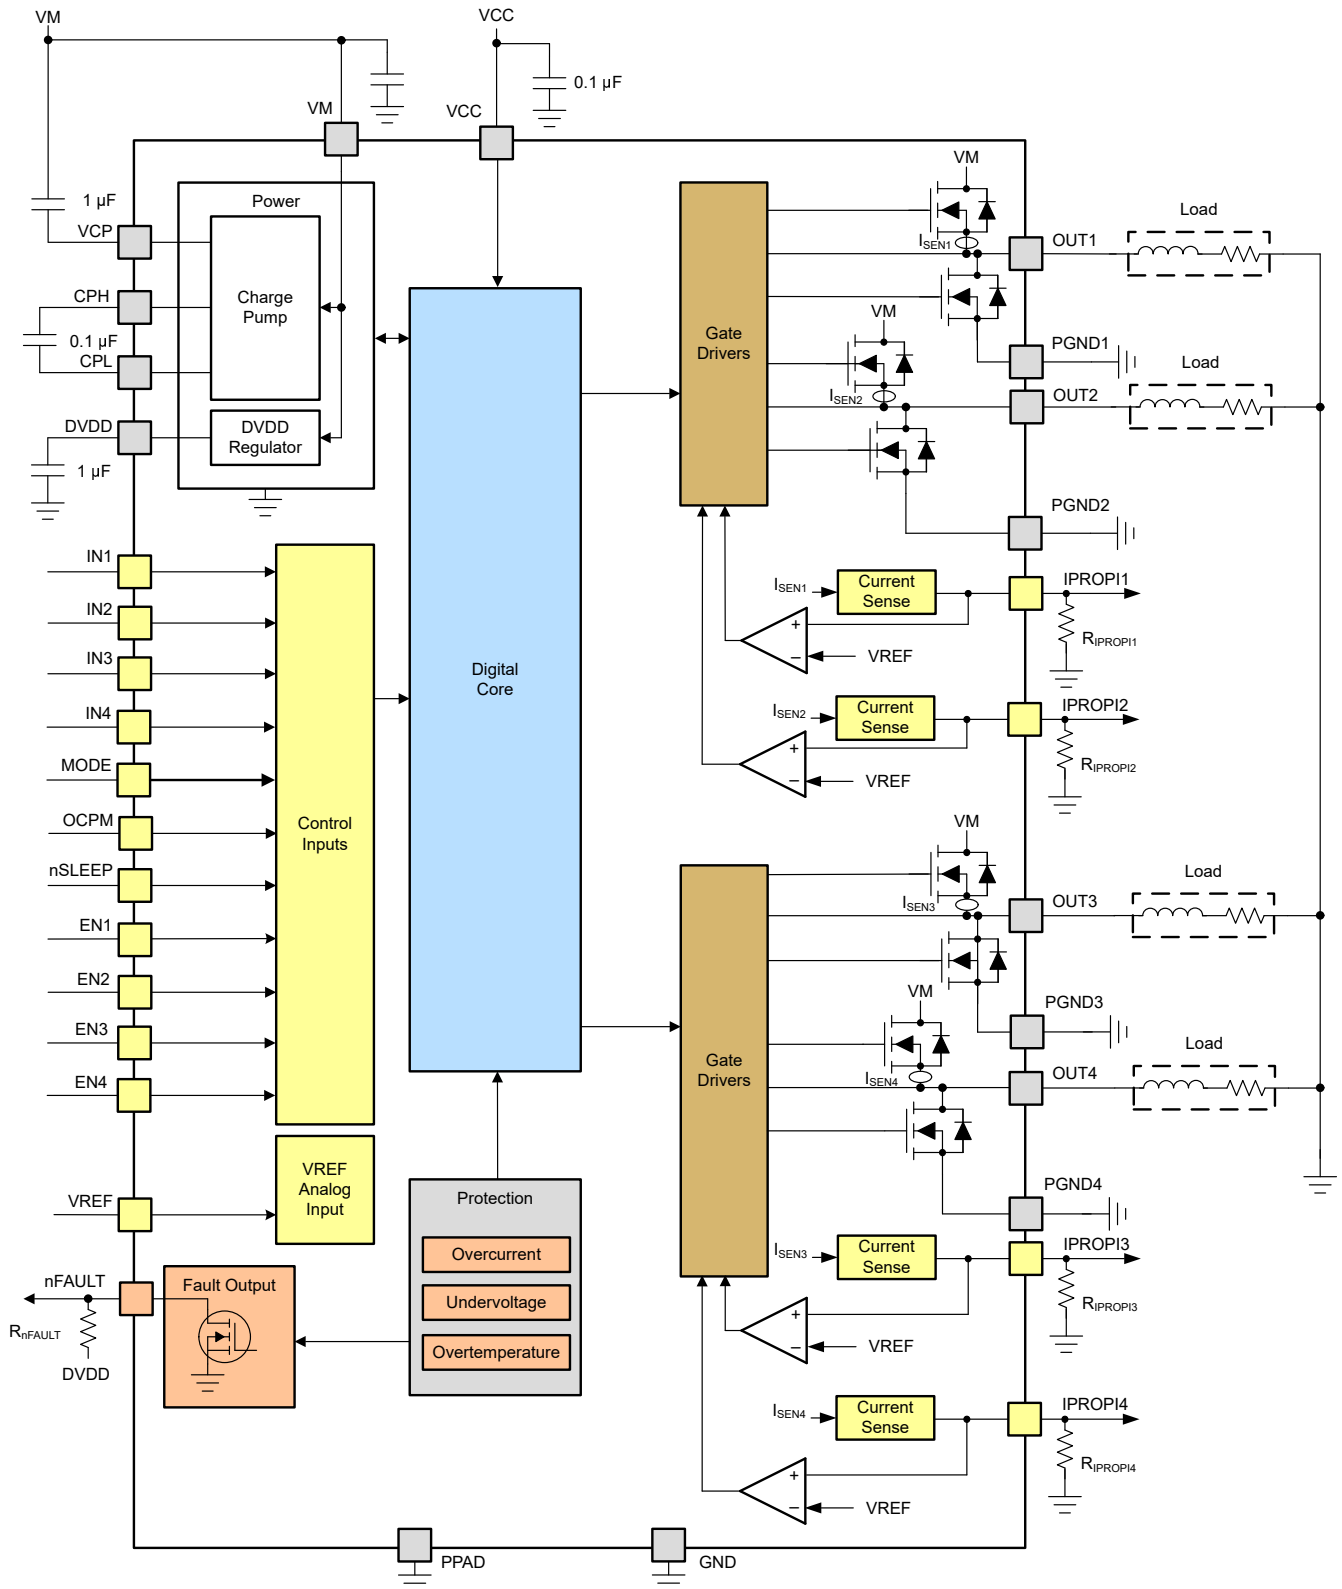 VM
VCC
0.1 µF
VM
VCC
1 µF
Power
VCP
CPH
Charge
Pump
0.1 µF
CPL
DVDD
DVDD
Regulator
1 µF
IN1
IN2
IN3
IN4
MODE
OCPM
nSLEEP
EN1
EN2
EN3
EN4
Control
Inputs
VREF
VREF
Analog
Input
nFAULT
RnFAULT
DVDD
Fault Output
Digital
Core
Protection
Overcurrent
Undervoltage
Overtemperature
PPAD
GND
Gate
Drivers
VM
ISEN1
OUT1
Load
PGND1
VM
ISEN2
OUT2
Load
PGND2
ISEN1
Current
Sense
IPROPI1
RIPROPI1
+
−
VREF
ISEN2
Current
Sense
IPROPI2
RIPROPI2
+
−
VREF
Gate
Drivers
VM
ISEN3
OUT3
Load
PGND3
VM
ISEN4
OUT4
Load
PGND4
ISEN3
Current
Sense
IPROPI3
RIPROPI3
+
−
VREF
ISEN4
Current
Sense
IPROPI4
RIPROPI4
+
−
VREF